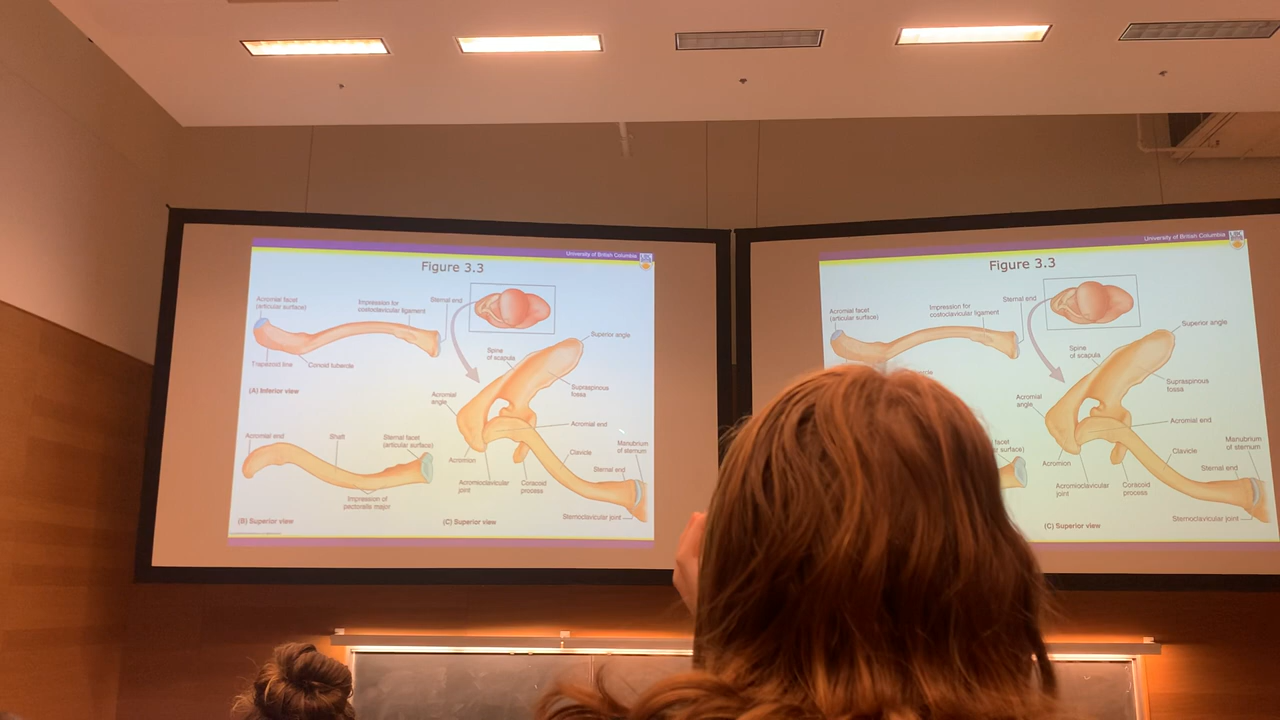 University of British Columbia
Figure 3.3
Acromial facet
(articular surface)
Impression for
costoclavicular ligament
Sternal end
Trapezoid line
Conoid tubercle
(A) Inferior view
Superior angle
Spine
of scapula
Supraspinous
fossa
Acromial
angle
Acromial end
Acromion
Acromioclavicular
joint
Coracoid
process
Clavicle
Manubrium
of sternum
Sternal end
Sternoclavicular joint
(C) Superior view
Acromial end
Shaft
Sternal facet
(articular surface)
Impression of
pectoralis major
(B) Superior view
University of British Columbia
Figure 3.3
Acromial facet
(articular surface)
Impression for
costoclavicular ligament
Sternal end
Superior angle
Spine
of scapula
Supraspinous
fossa
Acromial
angle
Acromial end
Acromion
Acromioclavicular
joint
Coracoid
process
Clavicle
Manubrium
of sternum
Sternal end
Sternoclavicular joint
(C) Superior view
facet
surface)